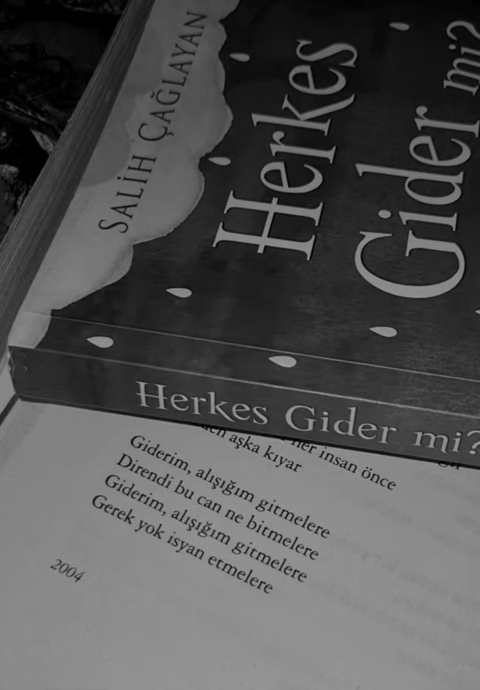 SALİH ÇAĞLAYAN
Herkes
Gider mi?
Herkes Gider mi?
her insan önce
aşka kıyar
Giderim, alışığım gitmelere
Direndi bu can ne bitmelere
Giderim, alışığım gitmelere
Gerek yok isyan etmelere
2004